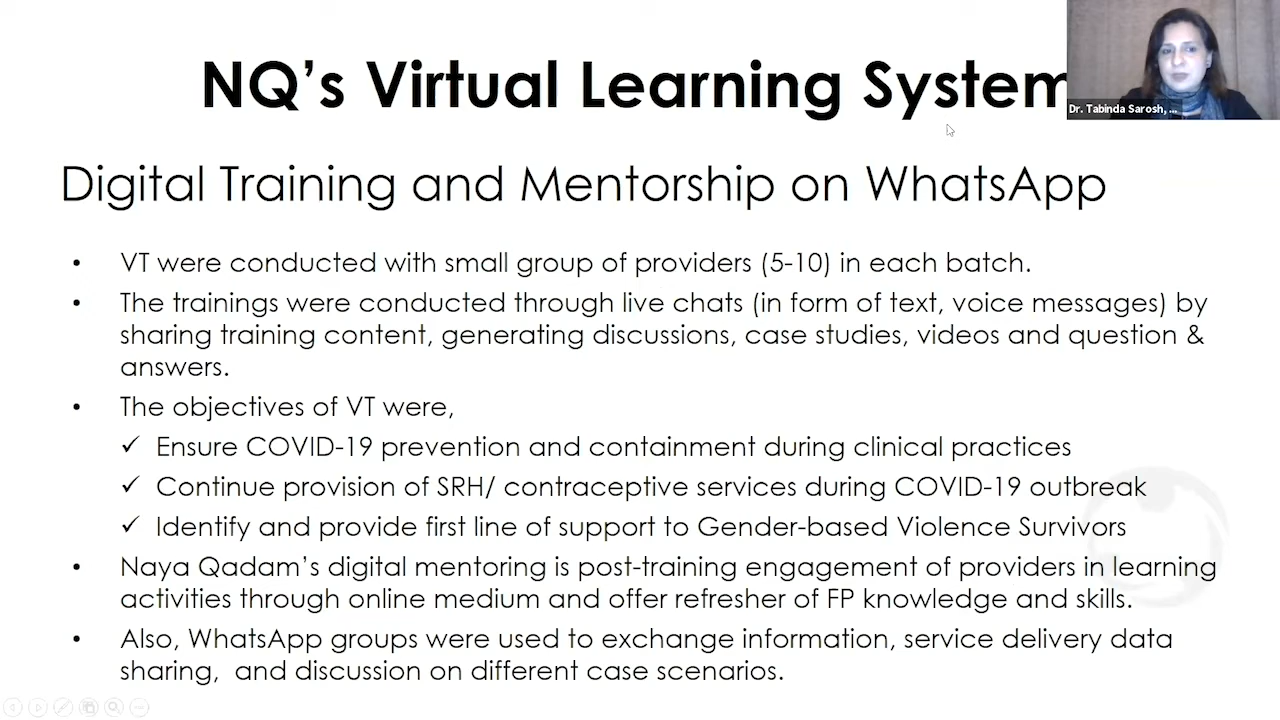 NQ’s Virtual Learning System
Dr. Tabinda Sarosh, ...
Digital Training and Mentorship on WhatsApp
• VT were conducted with small group of providers (5-10) in each batch.
• The trainings were conducted through live chats (in form of text, voice messages) by
sharing training content, generating discussions, case studies, videos and question &
answers.
• The objectives of VT were,
✓ Ensure COVID-19 prevention and containment during clinical practices
✓ Continue provision of SRH/ contraceptive services during COVID-19 outbreak
✓ Identify and provide first line of support to Gender-based Violence Survivors
• Naya Qadam’s digital mentoring is post-training engagement of providers in learning
activities through online medium and offer refresher of FP knowledge and skills.
• Also, WhatsApp groups were used to exchange information, service delivery data
sharing,  and discussion on different case scenarios.